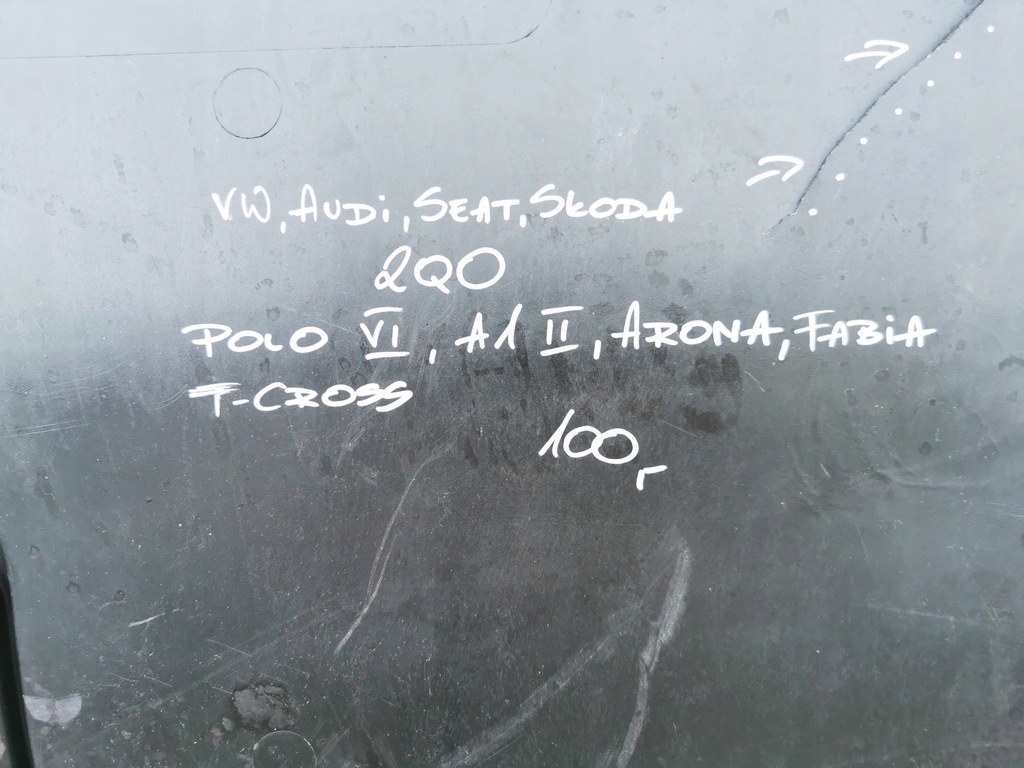 VW, AUDi, SEAT, SKODA
2Q0
POLO VI, A1 II, ARONA, FABiA
T-CROSS
100,-